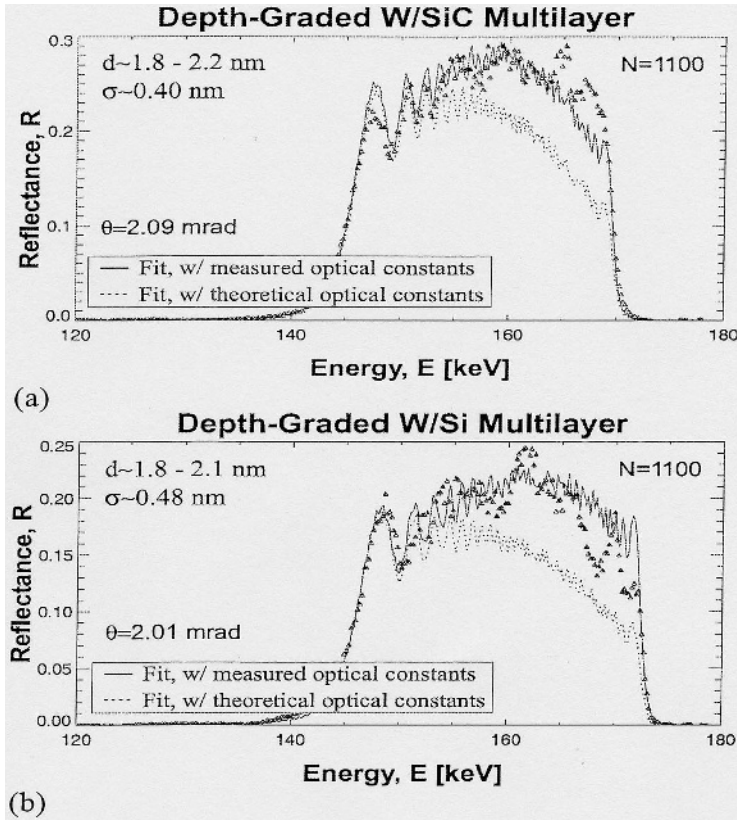 Depth-Graded W/SiC Multilayer
0.3
d~1.8 - 2.2 nm
N=1100
σ~0.40 nm
0.2
Reflectance, R
0.1
θ=2.09 mrad
Fit, w/ measured optical constants
Fit, w/ theoretical optical constants
0.0
120 140 160 180
Energy, E [keV]
(a)
Depth-Graded W/Si Multilayer
0.25
d~1.8 - 2.1 nm
N=1100
σ~0.48 nm
0.20
Reflectance, R
0.15
0.10
θ=2.01 mrad
0.05
Fit, w/ measured optical constants
Fit, w/ theoretical optical constants
0.00
120 140 160 180
Energy, E [keV]
(b)